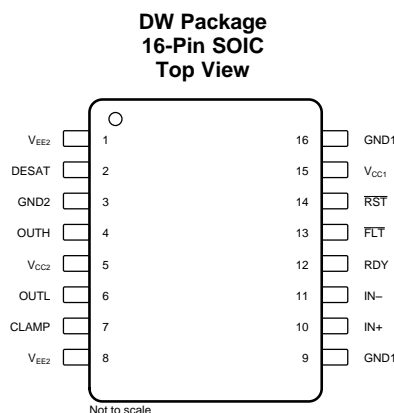 DW Package
16-Pin SOIC
Top View
VEE2 1 16 GND1
DESAT 2 15 VCC1
GND2 3 14 RST
OUTH 4 13 FLT
VCC2 5 12 RDY
OUTL 6 11 IN–
CLAMP 7 10 IN+
VEE2 8 9 GND1
Not to scale